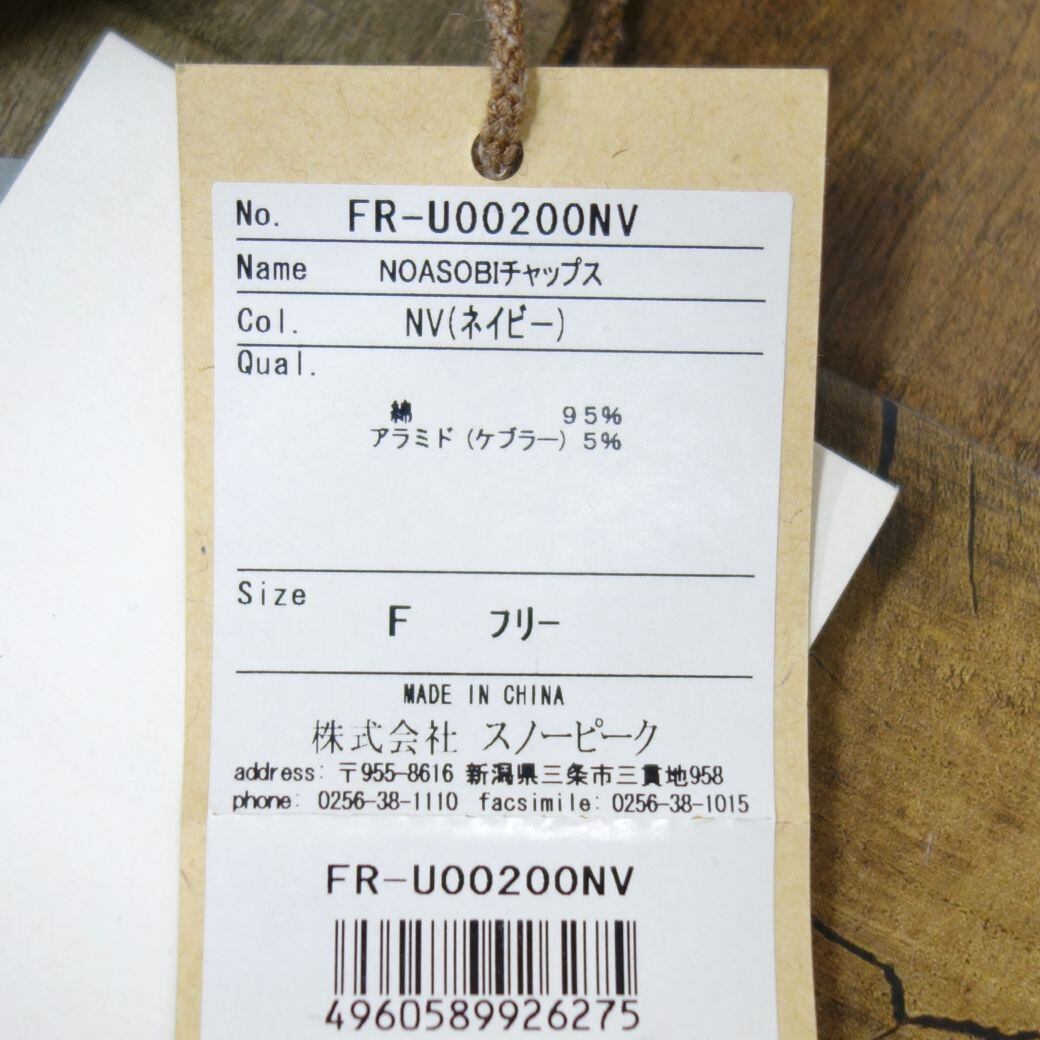 No. FR-U00200NV
Name NOASOBIチャップス
Col. NV(ネイビー)
Qual.
綿 95%
アラミド(ケブラー) 5%
Size
F フリー
MADE IN CHINA
株式会社 スノーピーク
address: 〒955-8616 新潟県三条市三貫地958
phone: 0256-38-1110 facsimile: 0256-38-1015
FR-U00200NV
4960589926275